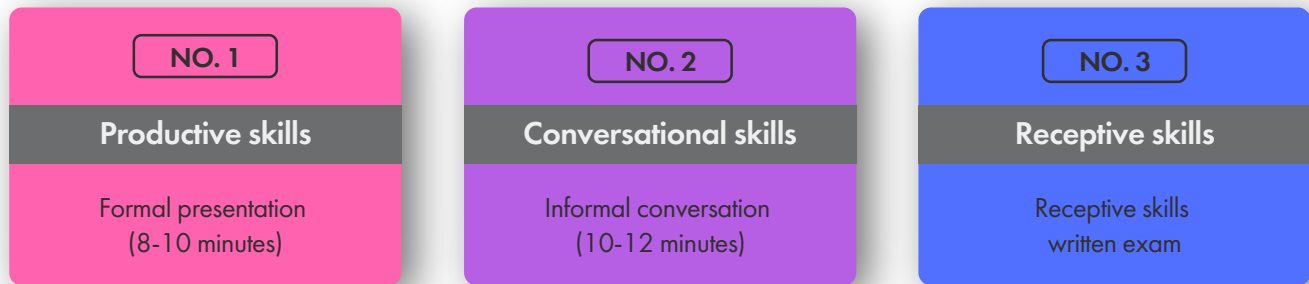 NO. 1
Productive skills
Formal presentation
(8-10 minutes)
NO. 2
Conversational skills
Informal conversation
(10-12 minutes)
NO. 3
Receptive skills
Receptive skills
written exam